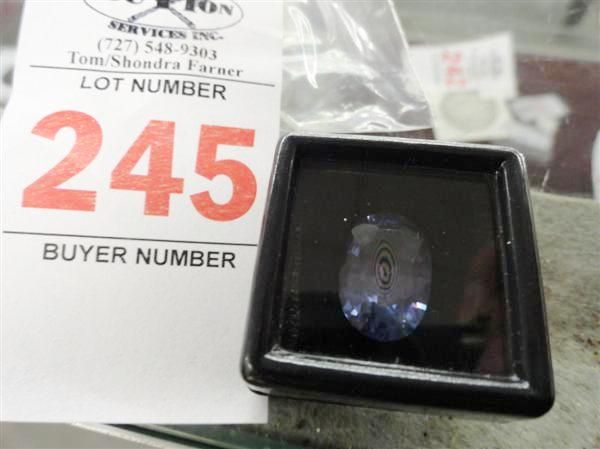 SERVICES INC.
(727) 548-9303
Tom/Shondra Farner
LOT NUMBER
245
BUYER NUMBER